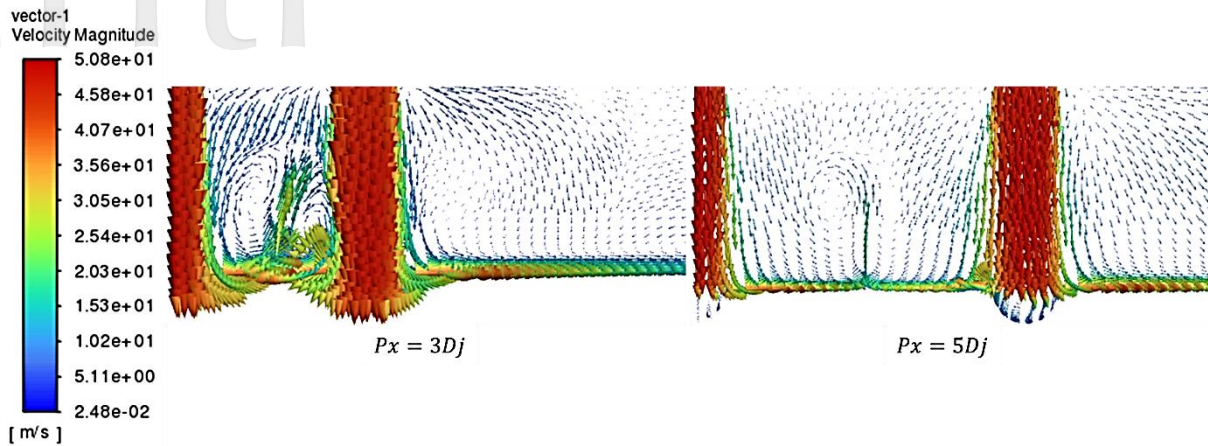 vector-1
Velocity Magnitude
5.08e+01
4.58e+01
4.07e+01
3.56e+01
3.05e+01
2.54e+01
2.03e+01
1.53e+01
1.02e+01
5.11e+00
2.48e-02
[ m/s ]
Px = 3Dj
Px = 5Dj